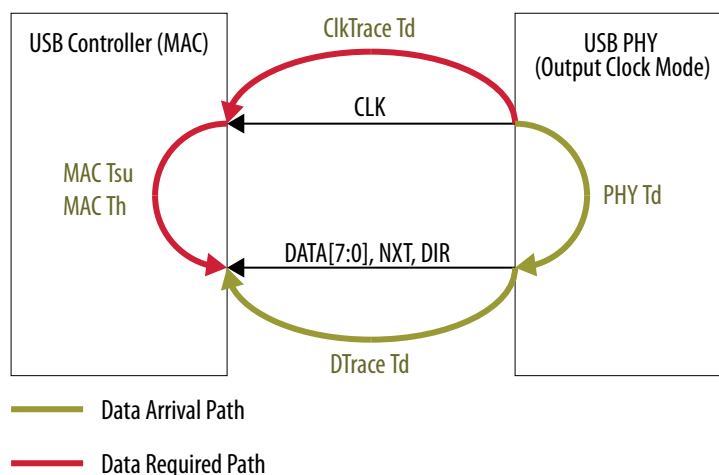 ClkTrace Td
USB Controller (MAC)
USB PHY
(Output Clock Mode)
CLK
MAC Tsu
MAC Th
PHY Td
DATA[7:0], NXT, DIR
DTrace Td
Data Arrival Path
Data Required Path